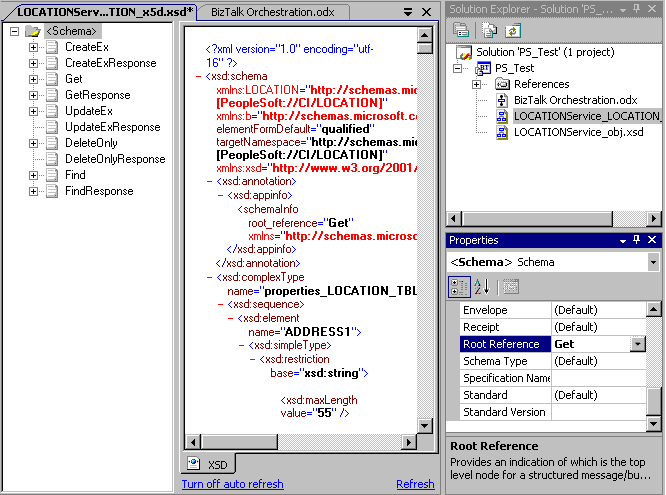 LOCATIONServ...TION_x5d.xsd*
BizTalk Orchestration.odx
<Schema>
CreateEx
CreateExResponse
Get
GetResponse
UpdateEx
UpdateExResponse
DeleteOnly
DeleteOnlyResponse
Find
FindResponse
<?xml version="1.0" encoding="utf-
16" ?>
<xsd:schema
xmlns:LOCATION="http://schemas.mic
[PeopleSoft://CI/LOCATION]"
xmlns:b="http://schemas.microsoft.co
elementFormDefault="qualified"
targetNamespace="http://schemas.mic
[PeopleSoft://CI/LOCATION]"
xmlns:xsd="http://www.w3.org/2001/
<xsd:annotation>
<xsd:appinfo>
<schemaInfo
root_reference="Get"
xmlns="http://schemas.microso
</xsd:appinfo>
</xsd:annotation>
<xsd:complexType
name="properties_LOCATION_TBL
<xsd:sequence>
<xsd:element
name="ADDRESS1">
<xsd:simpleType>
<xsd:restriction
base="xsd:string">
<xsd:maxLength
value="55" />
XSD
Turn off auto refresh
Refresh
Solution Explorer - Solution 'PS_...
Solution 'PS_Test' (1 project)
PS_Test
References
BizTalk Orchestration.odx
LOCATIONService_LOCATION_
LOCATIONService_obj.xsd
Properties
<Schema> Schema
Envelope (Default)
Receipt (Default)
Root Reference Get
Schema Type (Default)
Specification Name
Standard (Default)
Standard Version
Root Reference
Provides an indication of which is the top
level node for a structured message/bu...